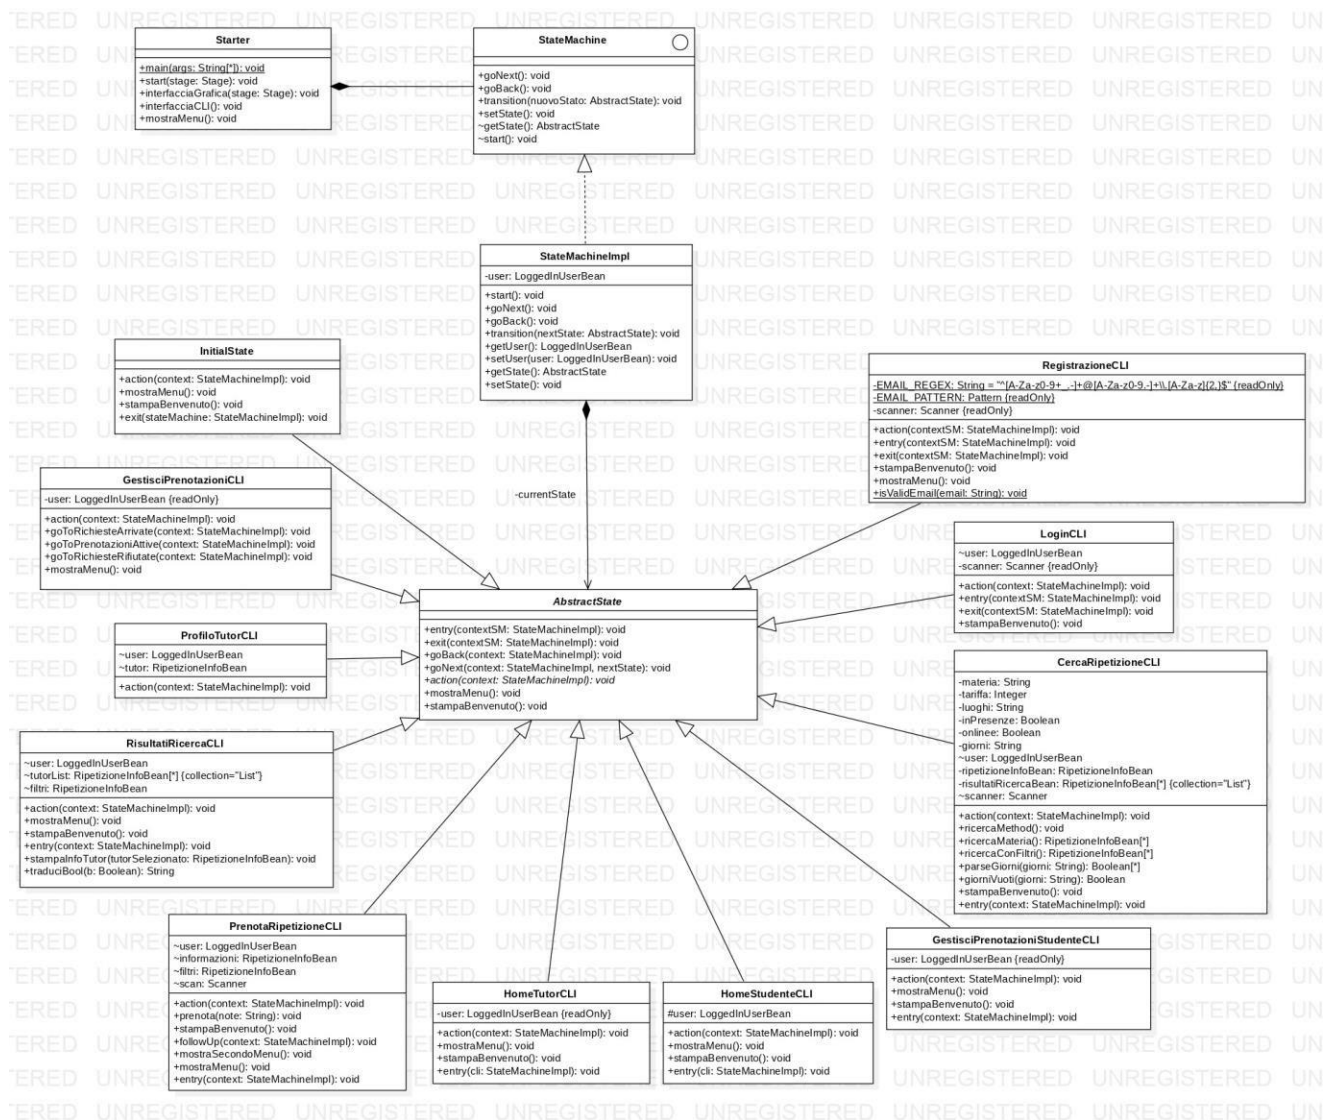 Starter
+main(args: String[*]): void
+start(stage: Stage): void
+interfacciaGrafica(stage: Stage): void
+interfacciaCLI(): void
+mostraMenu(): void
StateMachine
+goNext(): void
+goBack(): void
+transition(nuovoStato: AbstractState): void
+setState(): void
~getState(): AbstractState
~start(): void
StateMachineImpl
-user: LoggedInUserBean
+start(): void
+goNext(): void
+goBack(): void
+transition(nextState: AbstractState): void
+getUser(): LoggedInUserBean
+setUser(user: LoggedInUserBean): void
+getState(): AbstractState
+setState(): void
InitialState
+action(context: StateMachineImpl): void
+mostraMenu(): void
+stampaBenvenuto(): void
+exit(stateMachine: StateMachineImpl): void
RegistrazioneCLI
-EMAIL_REGEX: String = "^[A-Za-z0-9+_.-]+@[A-Za-z0-9.-]+\\.[A-Za-z]{2,}$" {readOnly}
-EMAIL_PATTERN: Pattern {readOnly}
-scanner: Scanner {readOnly}
+action(contextSM: StateMachineImpl): void
+entry(contextSM: StateMachineImpl): void
+exit(contextSM: StateMachineImpl): void
+stampaBenvenuto(): void
+mostraMenu(): void
+isValidEmail(email: String): void
GestisciPrenotazioniCLI
-user: LoggedInUserBean {readOnly}
+action(context: StateMachineImpl): void
+goToRichiesteArrivate(context: StateMachineImpl): void
+goToPrenotazioniAttive(context: StateMachineImpl): void
+goToRichiesteRifiutate(context: StateMachineImpl): void
+mostraMenu(): void
-currentState
LoginCLI
~user: LoggedInUserBean
-scanner: Scanner {readOnly}
+action(context: StateMachineImpl): void
+entry(contextSM: StateMachineImpl): void
+exit(contextSM: StateMachineImpl): void
+stampaBenvenuto(): void
AbstractState
+entry(contextSM: StateMachineImpl): void
+exit(contextSM: StateMachineImpl): void
+goBack(context: StateMachineImpl): void
+goNext(context: StateMachineImpl, nextState): void
+action(context: StateMachineImpl): void
+mostraMenu(): void
+stampaBenvenuto(): void
ProfiloTutorCLI
~user: LoggedInUserBean
~tutor: RipetizioneInfoBean
+action(context: StateMachineImpl): void
CercaRipetizioneCLI
-materia: String
-tariffa: Integer
-luoghi: String
-inPresenze: Boolean
-onlinee: Boolean
-giorni: String
~user: LoggedInUserBean
-ripetizioneInfoBean: RipetizioneInfoBean
-risultatiRicercaBean: RipetizioneInfoBean[*] {collection="List"}
~scanner: Scanner
+action(context: StateMachineImpl): void
+ricercaMethod(): void
+ricercaMateria(): RipetizioneInfoBean[*]
+ricercaConFiltri(): RipetizioneInfoBean[*]
+parseGiorni(giorni: String): Boolean[*]
+giorniVuoti(giorni: String): Boolean
+stampaBenvenuto(): void
+entry(context: StateMachineImpl): void
RisultatiRicercaCLI
~user: LoggedInUserBean
~tutorList: RipetizioneInfoBean[*] {collection="List"}
~filtri: RipetizioneInfoBean
+action(context: StateMachineImpl): void
+mostraMenu(): void
+stampaBenvenuto(): void
+entry(context: StateMachineImpl): void
+stampaInfoTutor(tutorSelezionato: RipetizioneInfoBean): void
+traduciBool(b: Boolean): String
PrenotaRipetizioneCLI
~user: LoggedInUserBean
~informazioni: RipetizioneInfoBean
~filtri: RipetizioneInfoBean
~scan: Scanner
+action(context: StateMachineImpl): void
+prenota(note: String): void
+stampaBenvenuto(): void
+followUp(context: StateMachineImpl): void
+mostraSecondoMenu(): void
+mostraMenu(): void
+entry(context: StateMachineImpl): void
HomeTutorCLI
-user: LoggedInUserBean {readOnly}
+action(context: StateMachineImpl): void
+mostraMenu(): void
+stampaBenvenuto(): void
+entry(cli: StateMachineImpl): void
HomeStudenteCLI
#user: LoggedInUserBean
+action(context: StateMachineImpl): void
+mostraMenu(): void
+stampaBenvenuto(): void
+entry(cli: StateMachineImpl): void
GestisciPrenotazioniStudenteCLI
-user: LoggedInUserBean {readOnly}
+action(context: StateMachineImpl): void
+mostraMenu(): void
+stampaBenvenuto(): void
+entry(context: StateMachineImpl): void
UNREGISTERED